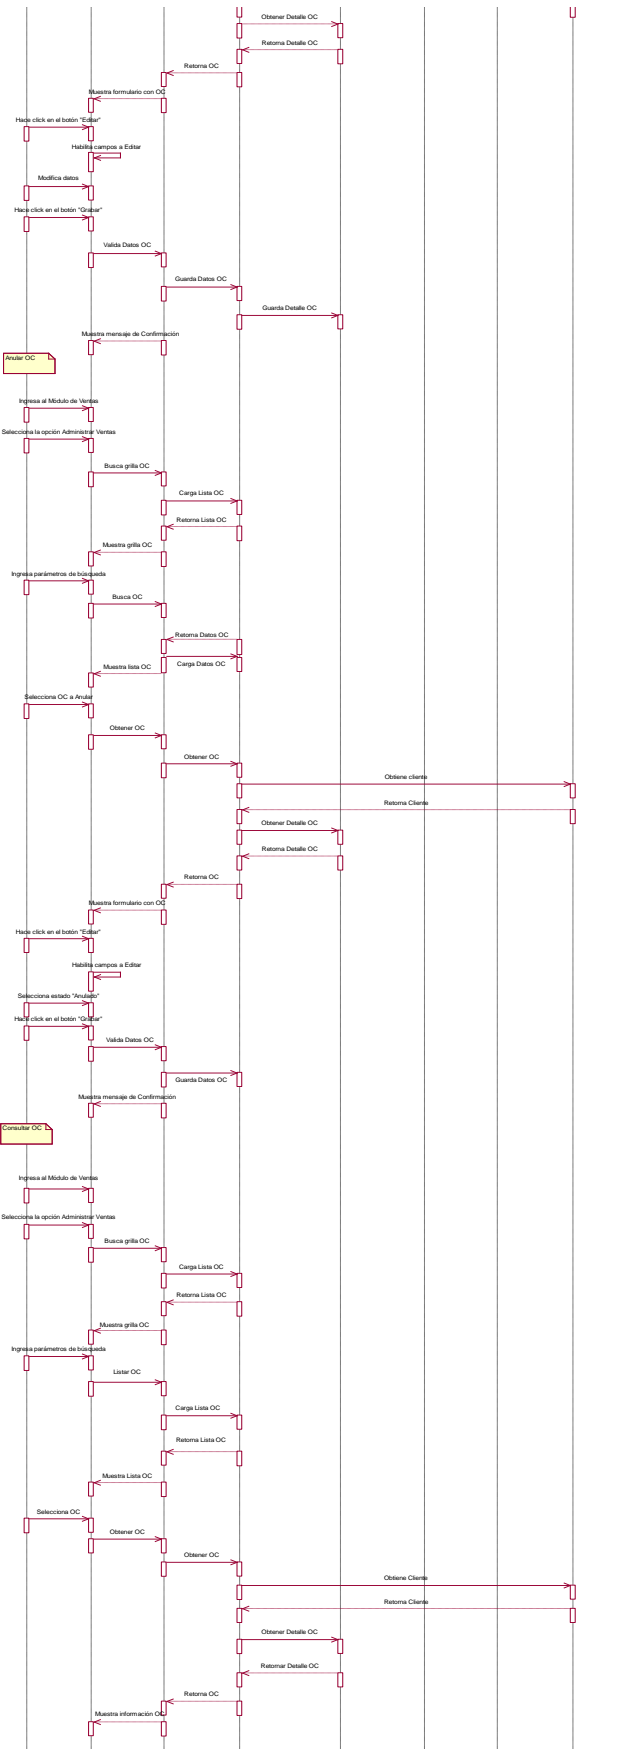 Obtener Detalle OC
Retorna Detalle OC
Retorna OC
Muestra formulario con OC
Hace click en el botón "Editar"
Habilita campos a Editar
Modifica datos
Hace click en el botón "Grabar"
Valida Datos OC
Guarda Datos OC
Guarda Detalle OC
Muestra mensaje de Confirmación
Anular OC
Ingresa al Módulo de Ventas
Selecciona la opción Administrar Ventas
Busca grilla OC
Carga Lista OC
Retorna Lista OC
Muestra grilla OC
Ingresa parámetros de búsqueda
Busca OC
Retorna Datos OC
Carga Datos OC
Muestra lista OC
Selecciona OC a Anular
Obtener OC
Obtener OC
Obtiene cliente
Retorna Cliente
Obtener Detalle OC
Retorna Detalle OC
Retorna OC
Muestra formulario con OC
Hace click en el botón "Editar"
Habilita campos a Editar
Selecciona estado "Anulado"
Hace click en el botón "Grabar"
Valida Datos OC
Guarda Datos OC
Muestra mensaje de Confirmación
Consultar OC
Ingresa al Módulo de Ventas
Selecciona la opción Administrar Ventas
Busca grilla OC
Carga Lista OC
Retorna Lista OC
Muestra grilla OC
Ingresa parámetros de búsqueda
Listar OC
Carga Lista OC
Retorna Lista OC
Muestra Lista OC
Selecciona OC
Obtener OC
Obtener OC
Obtiene Cliente
Retorna Cliente
Obtener Detalle OC
Retornar Detalle OC
Retorna OC
Muestra información OC